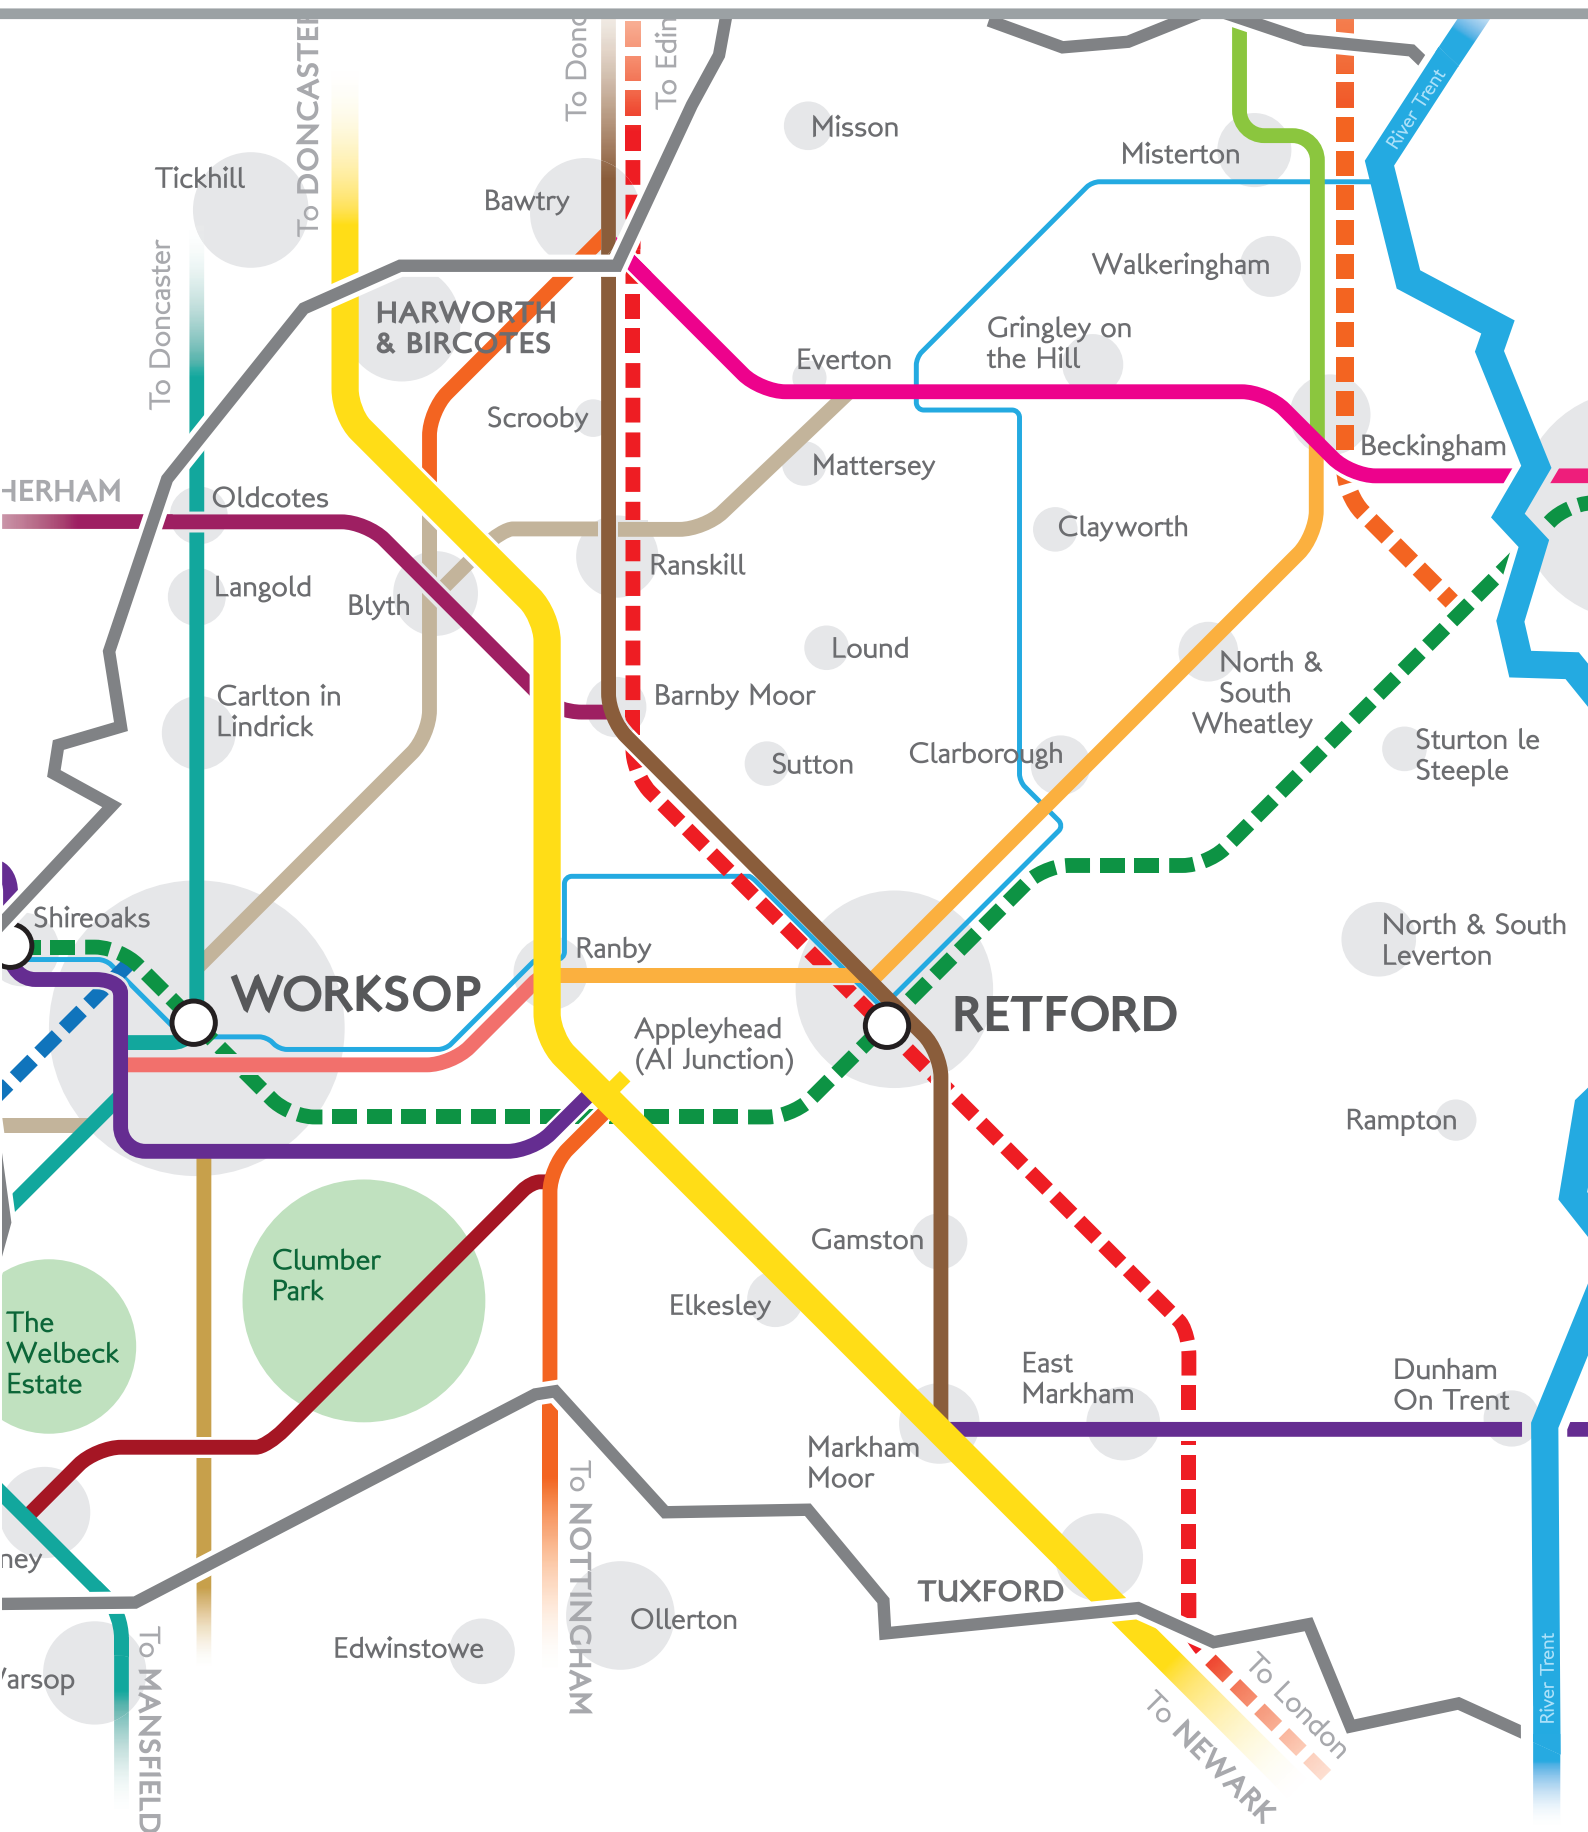 To DONCASTER
To Donc
To Edin
River Trent
Misson
Misterton
Tickhill
Bawtry
To Doncaster
Walkeringham
HARWORTH
& BIRCOTES
Gringley on
the Hill
Everton
Scrooby
Beckingham
Mattersey
HERHAM
Oldcotes
Clayworth
Ranskill
Langold
Blyth
Lound
North &
South
Wheatley
Carlton in
Lindrick
Barnby Moor
Sutton
Clarborough
Sturton le
Steeple
Shireoaks
Ranby
North & South
Leverton
WORKSOP
RETFORD
Appleyhead
(A1 Junction)
Rampton
Gamston
Clumber
Park
Elkesley
The
Welbeck
Estate
East
Markham
Dunham
On Trent
Markham
Moor
To NOTTINGHAM
ney
TUXFORD
Ollerton
Edwinstowe
arsop
To MANSFIELD
To London
To NEWARK
River Trent